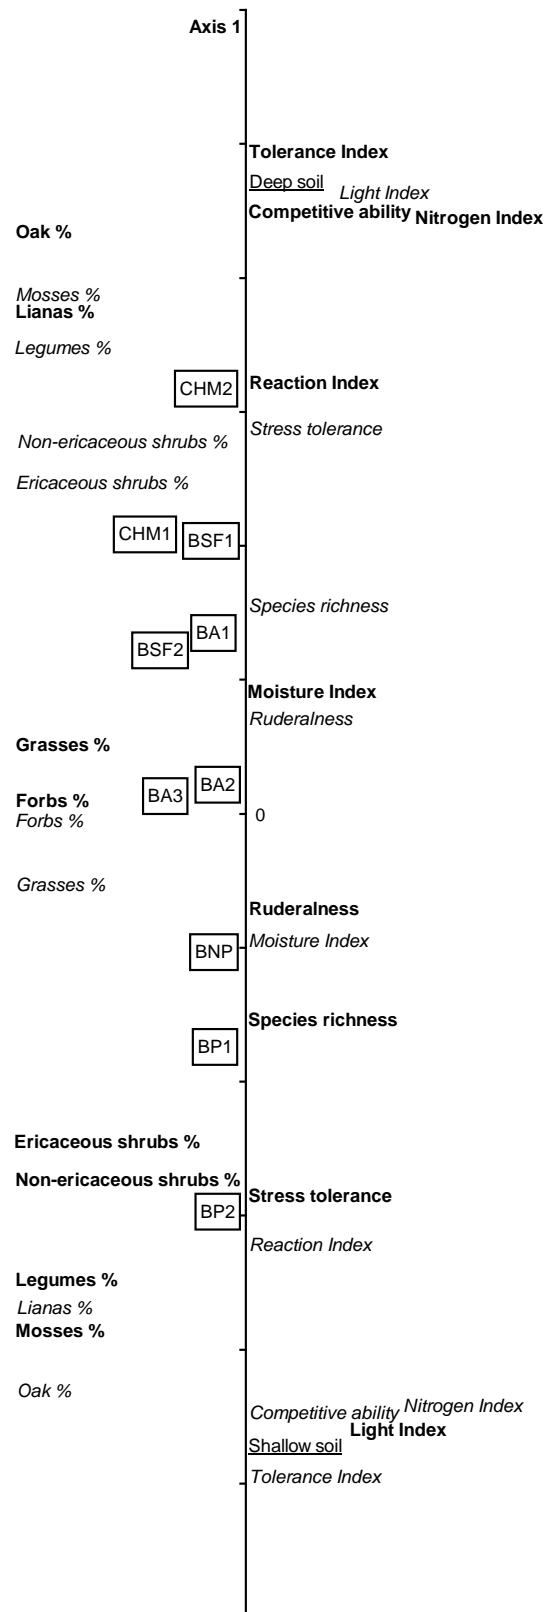 Axis 1
Tolerance Index
Deep soil
Light Index
Competitive ability
Nitrogen Index
Oak %
Mosses %
Lianas %
Legumes %
CHM2
Reaction Index
Stress tolerance
Non-ericaceous shrubs %
Ericaceous shrubs %
CHM1
BSF1
Species richness
BA1
BSF2
Moisture Index
Ruderalness
Grasses %
BA2
BA3
Forbs %
0
Forbs %
Grasses %
Ruderalness
Moisture Index
BNP
Species richness
BP1
Ericaceous shrubs %
Non-ericaceous shrubs %
Stress tolerance
BP2
Reaction Index
Legumes %
Lianas %
Mosses %
Oak %
Nitrogen Index
Competitive ability
Light Index
Shallow soil
Tolerance Index